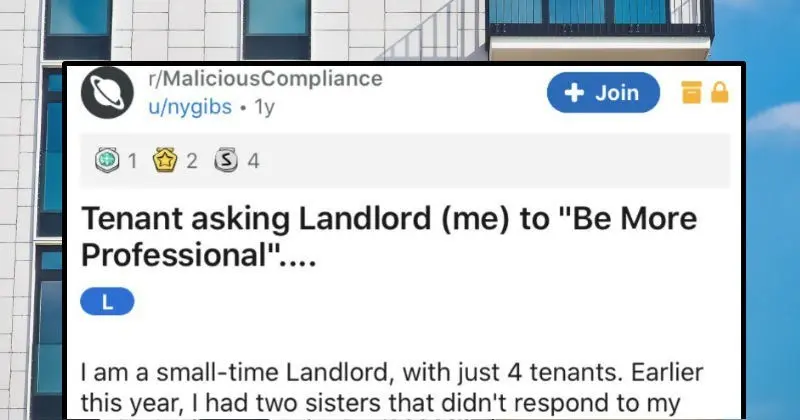 r/MaliciousCompliance
u/nygibs • 1y
+ Join
1 2 S 4
Tenant asking Landlord (me) to "Be More
Professional"....
L
I am a small-time Landlord, with just 4 tenants. Earlier
this year, I had two sisters that didn't respond to my